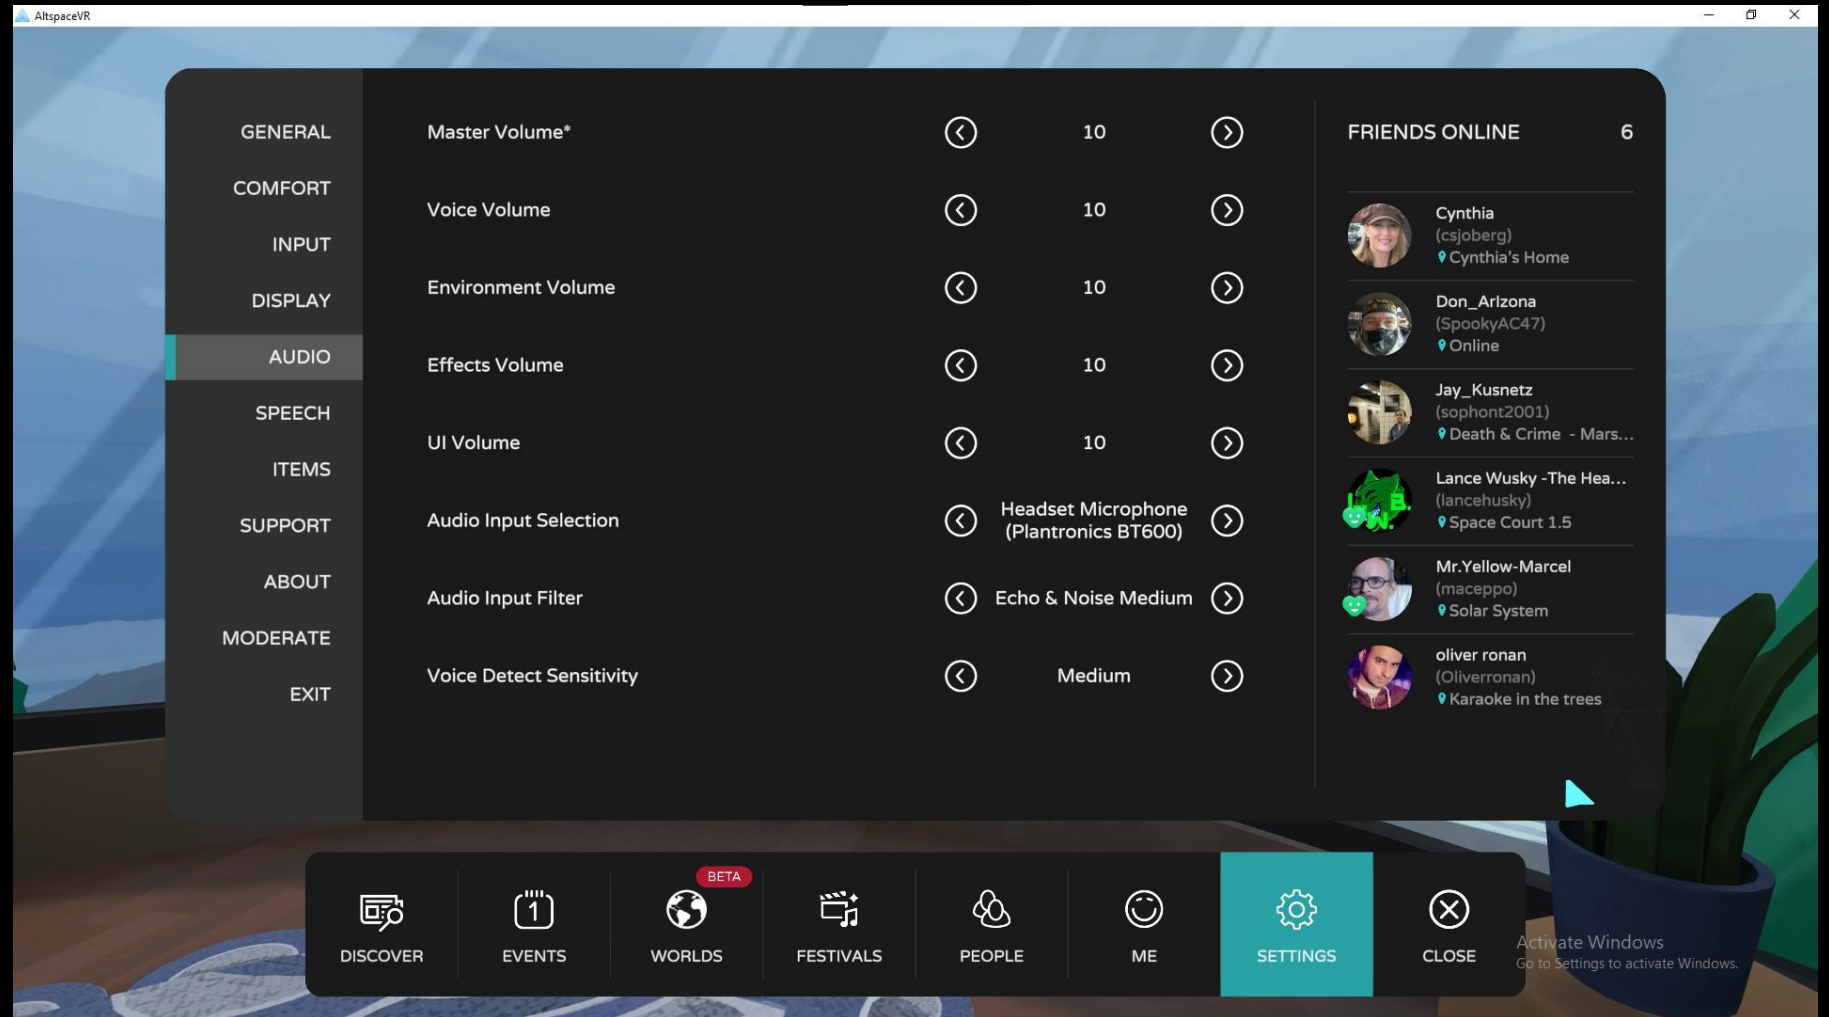 AltspaceVR
GENERAL
COMFORT
INPUT
DISPLAY
AUDIO
SPEECH
ITEMS
SUPPORT
ABOUT
MODERATE
EXIT
Master Volume* 10
Voice Volume 10
Environment Volume 10
Effects Volume 10
UI Volume 10
Audio Input Selection Headset Microphone
(Plantronics BT600)
Audio Input Filter Echo & Noise Medium
Voice Detect Sensitivity Medium
FRIENDS ONLINE 6
Cynthia
(csjoberg)
Cynthia's Home
Don_ArIzona
(SpookyAC47)
Online
Jay_Kusnetz
(sophont2001)
Death & Crime - Mars...
Lance Wusky -The Hea...
(lancehusky)
Space Court 1.5
Mr.Yellow-Marcel
(maceppo)
Solar System
oliver ronan
(Oliverronan)
Karaoke in the trees
BETA
1
DISCOVER EVENTS WORLDS FESTIVALS PEOPLE ME SETTINGS CLOSE
Activate Windows
Go to Settings to activate Windows.